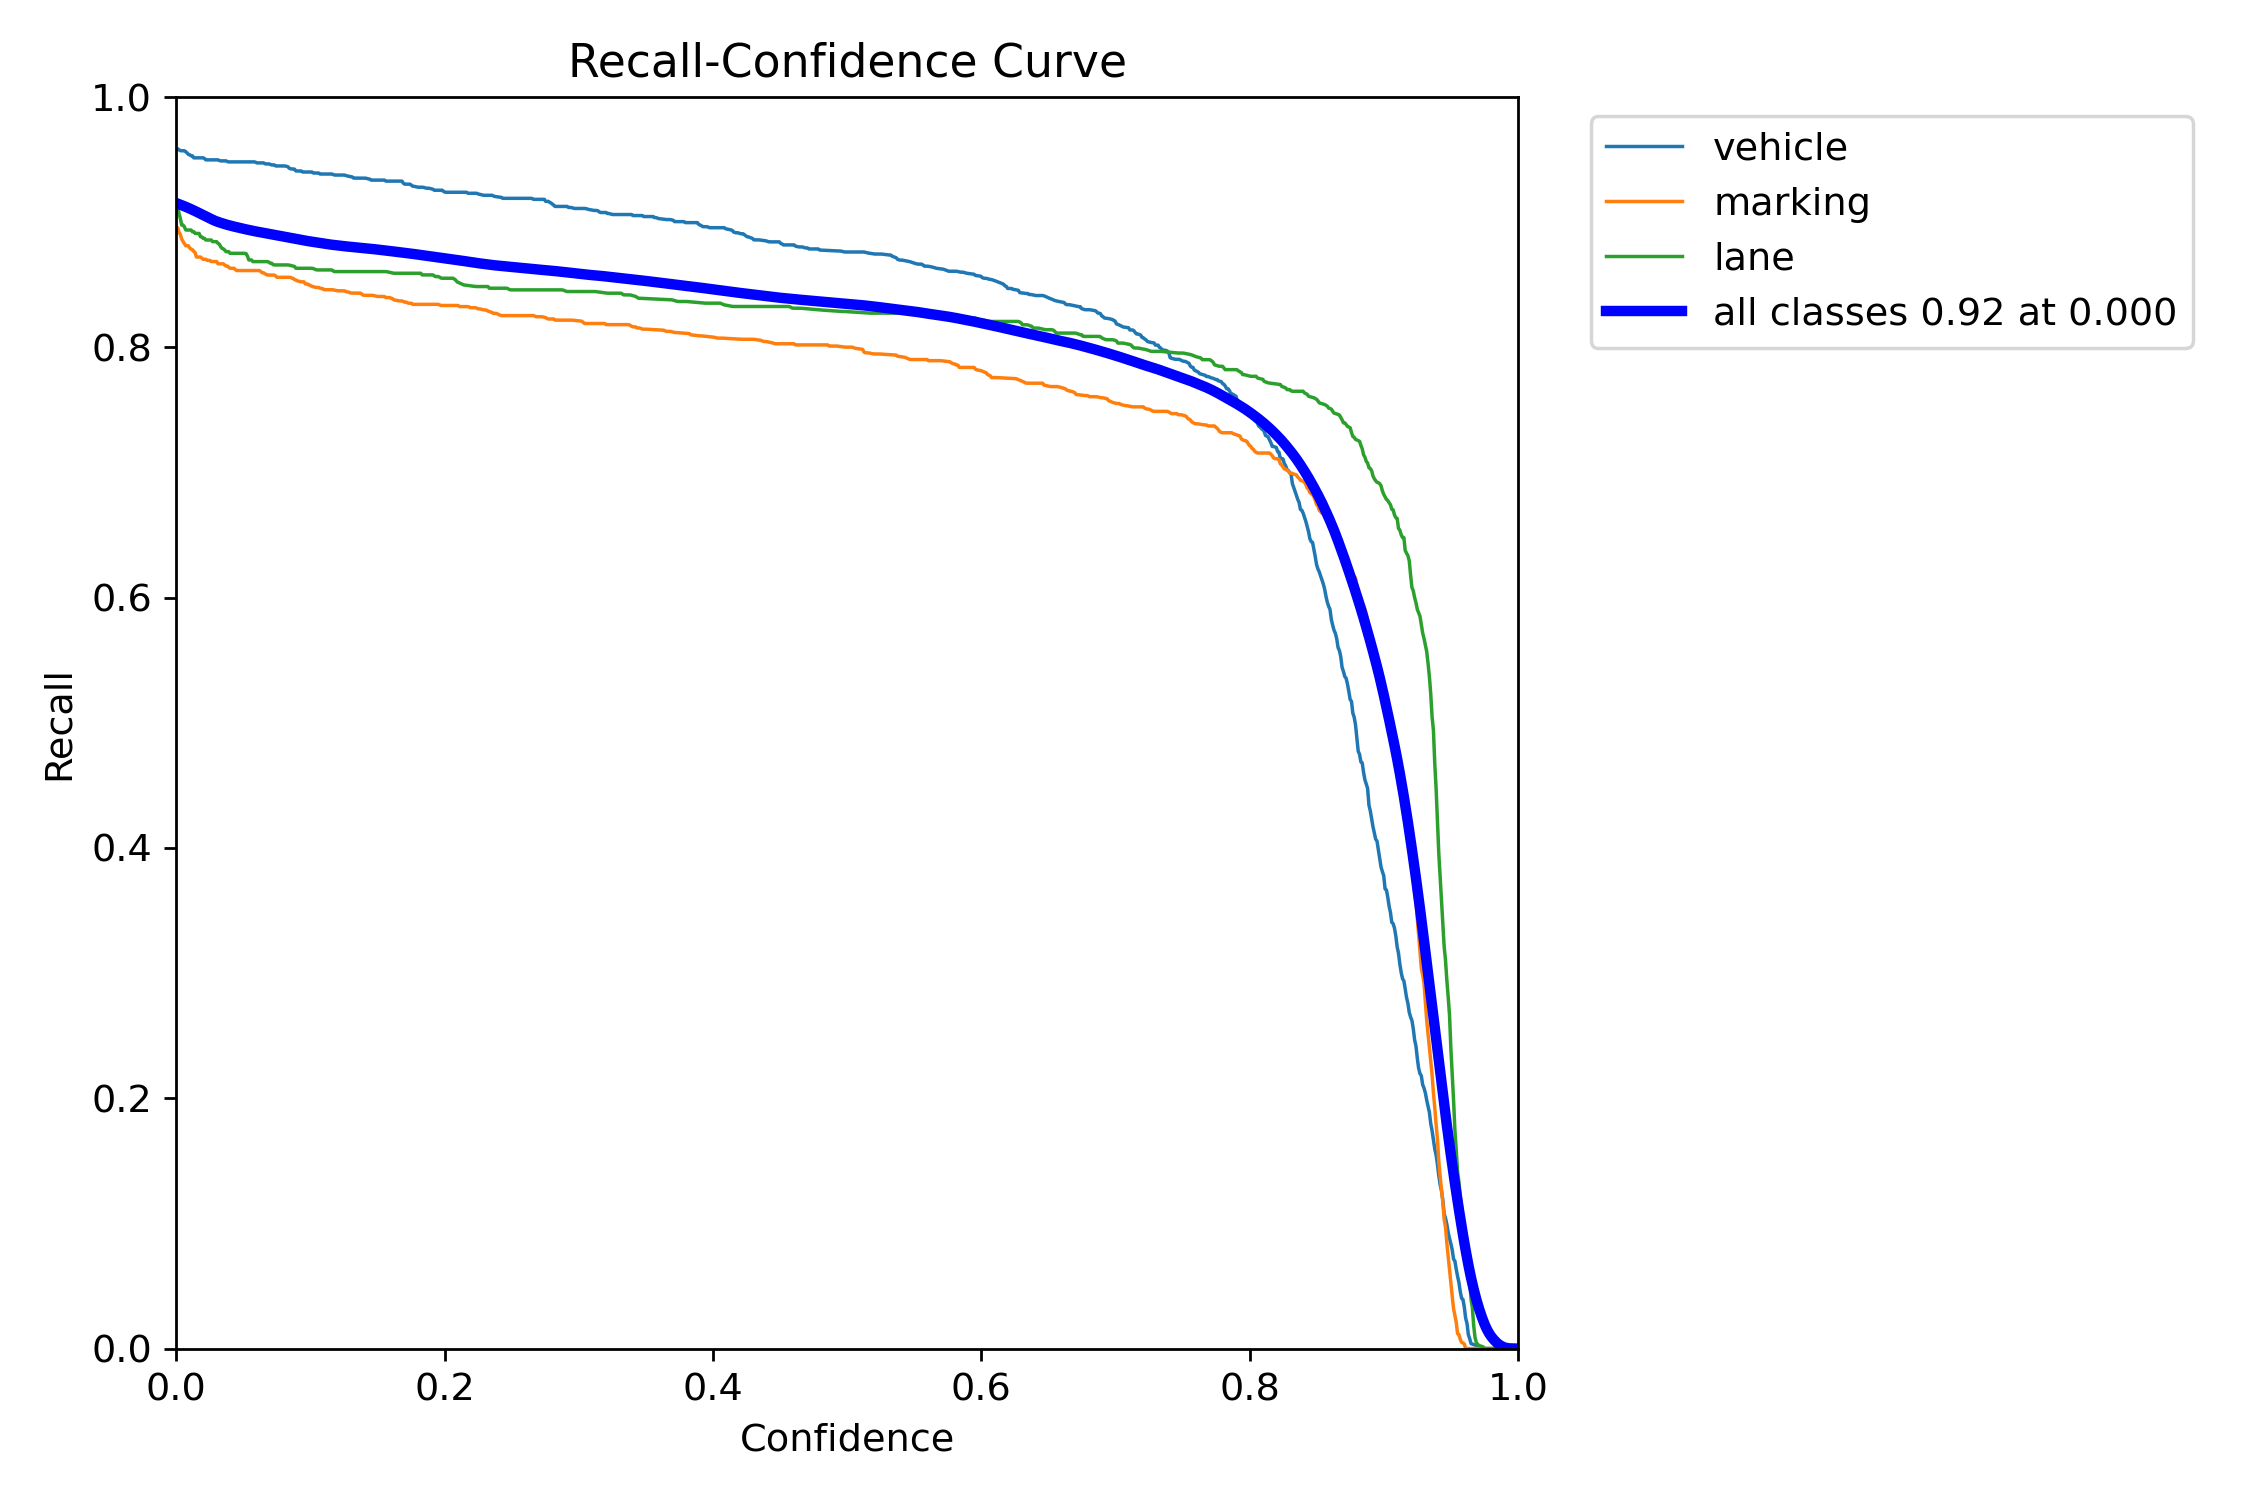 Recall-Confidence Curve
1.0
0.8
0.6
0.4
0.2
0.0
Recall
0.0 0.2 0.4 0.6 0.8 1.0
Confidence
vehicle
marking
lane
all classes 0.92 at 0.000